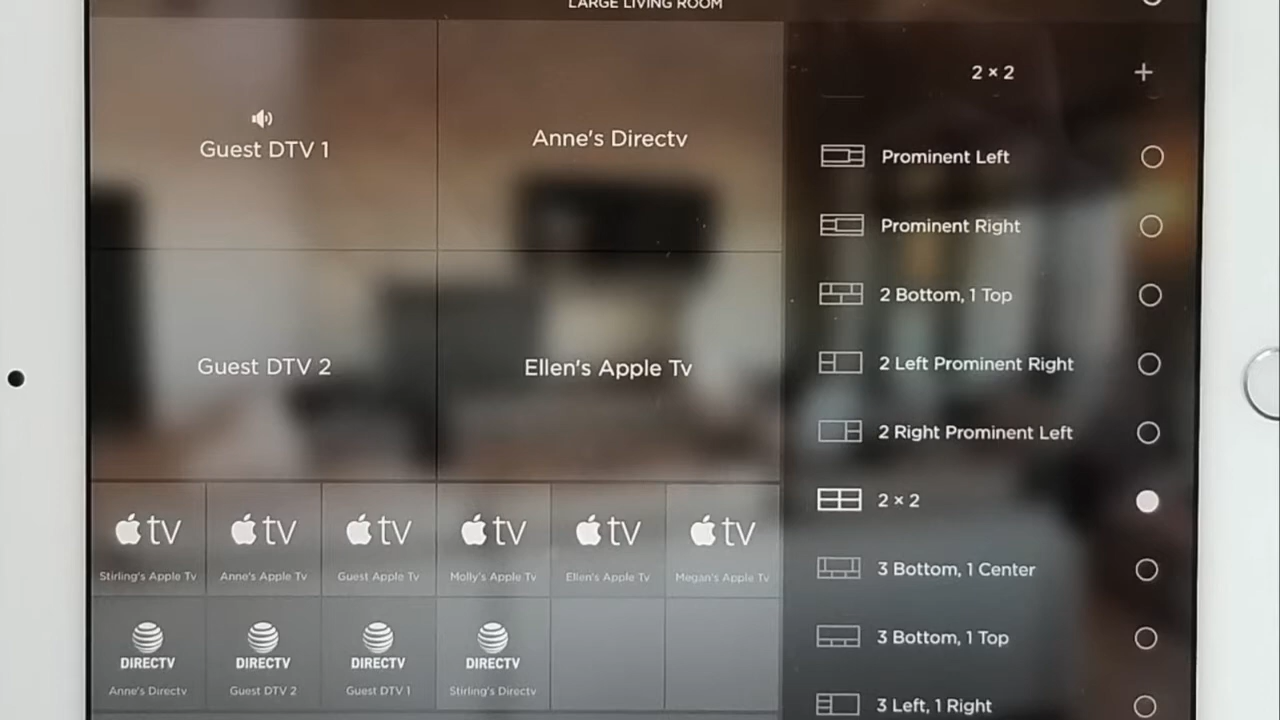 LARGE LIVING ROOM
Guest DTV 1
Anne's Directv
Guest DTV 2
Ellen's Apple Tv
tv
Stirling's Apple Tv
tv
Anne's Apple Tv
tv
Guest Apple Tv
tv
Molly's Apple Tv
tv
Ellen's Apple Tv
tv
Megan's Apple Tv
DIRECTV
Anne's Directv
DIRECTV
Guest DTV 2
DIRECTV
Guest DTV 1
DIRECTV
Stirling's Directv
2 × 2 +
Prominent Left
Prominent Right
2 Bottom, 1 Top
2 Left Prominent Right
2 Right Prominent Left
2 × 2
3 Bottom, 1 Center
3 Bottom, 1 Top
3 Left, 1 Right